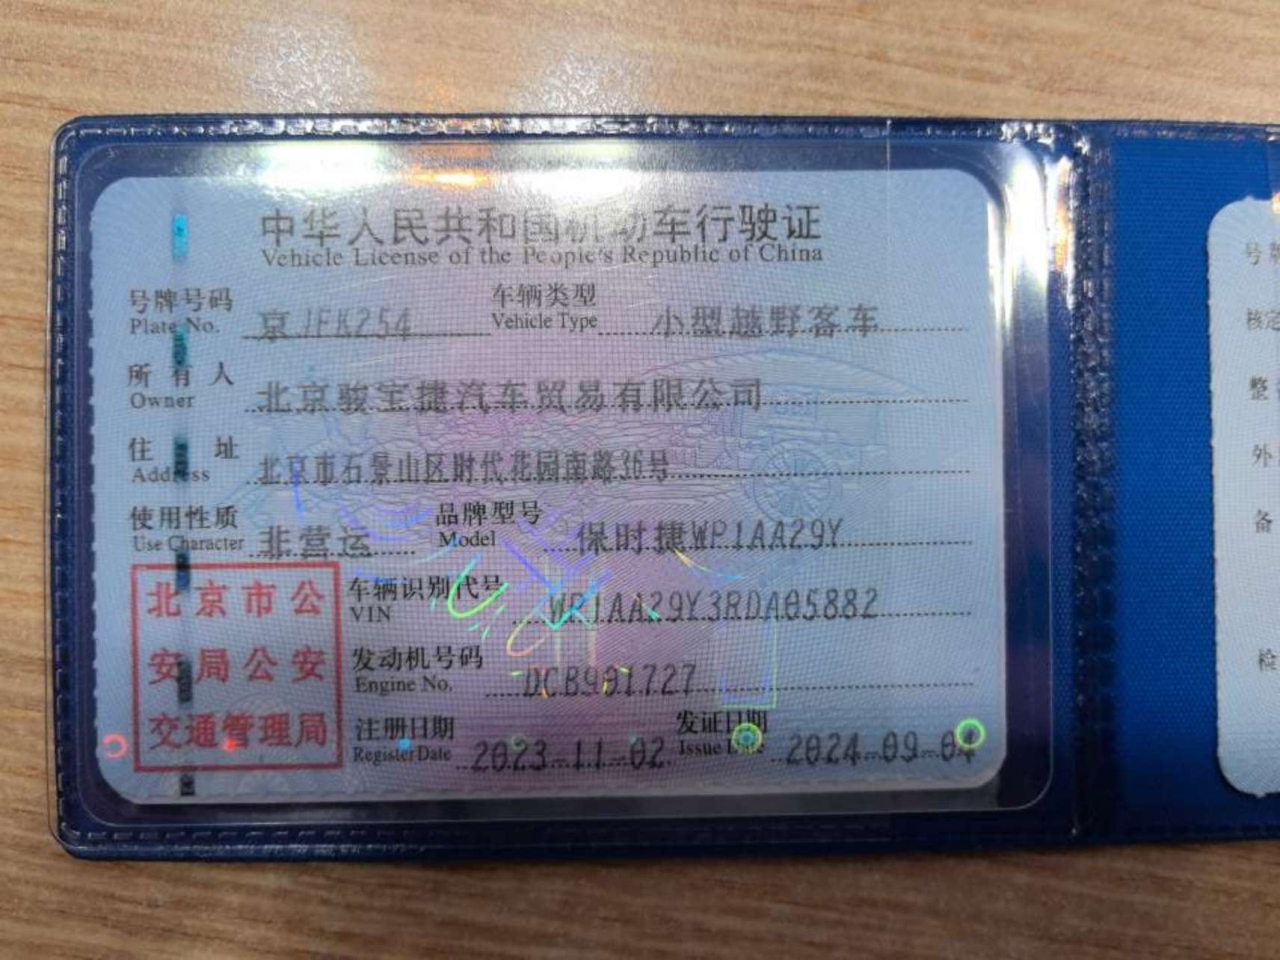 中华人民共和国机动车行驶证
Vehicle License of the People's Republic of China
号牌号码 京JFK254 车辆类型 小型越野客车
Plate No. Vehicle Type
所有人 北京骏宝捷汽车贸易有限公司
Owner
住址 北京市石景山区时代花园南路36号
Address
使用性质 非营运 品牌型号 保时捷WP1AA29Y
Use Character Model
北京市公
安局公安
交通管理局
车辆识别代号 WP1AA29Y3RDA05882
VIN
发动机号码 DCB901727
Engine No.
注册日期 2023-11-02 发证日期 2024-09-04
Register Date Issue Date
号牌
核定
整
外
备
检